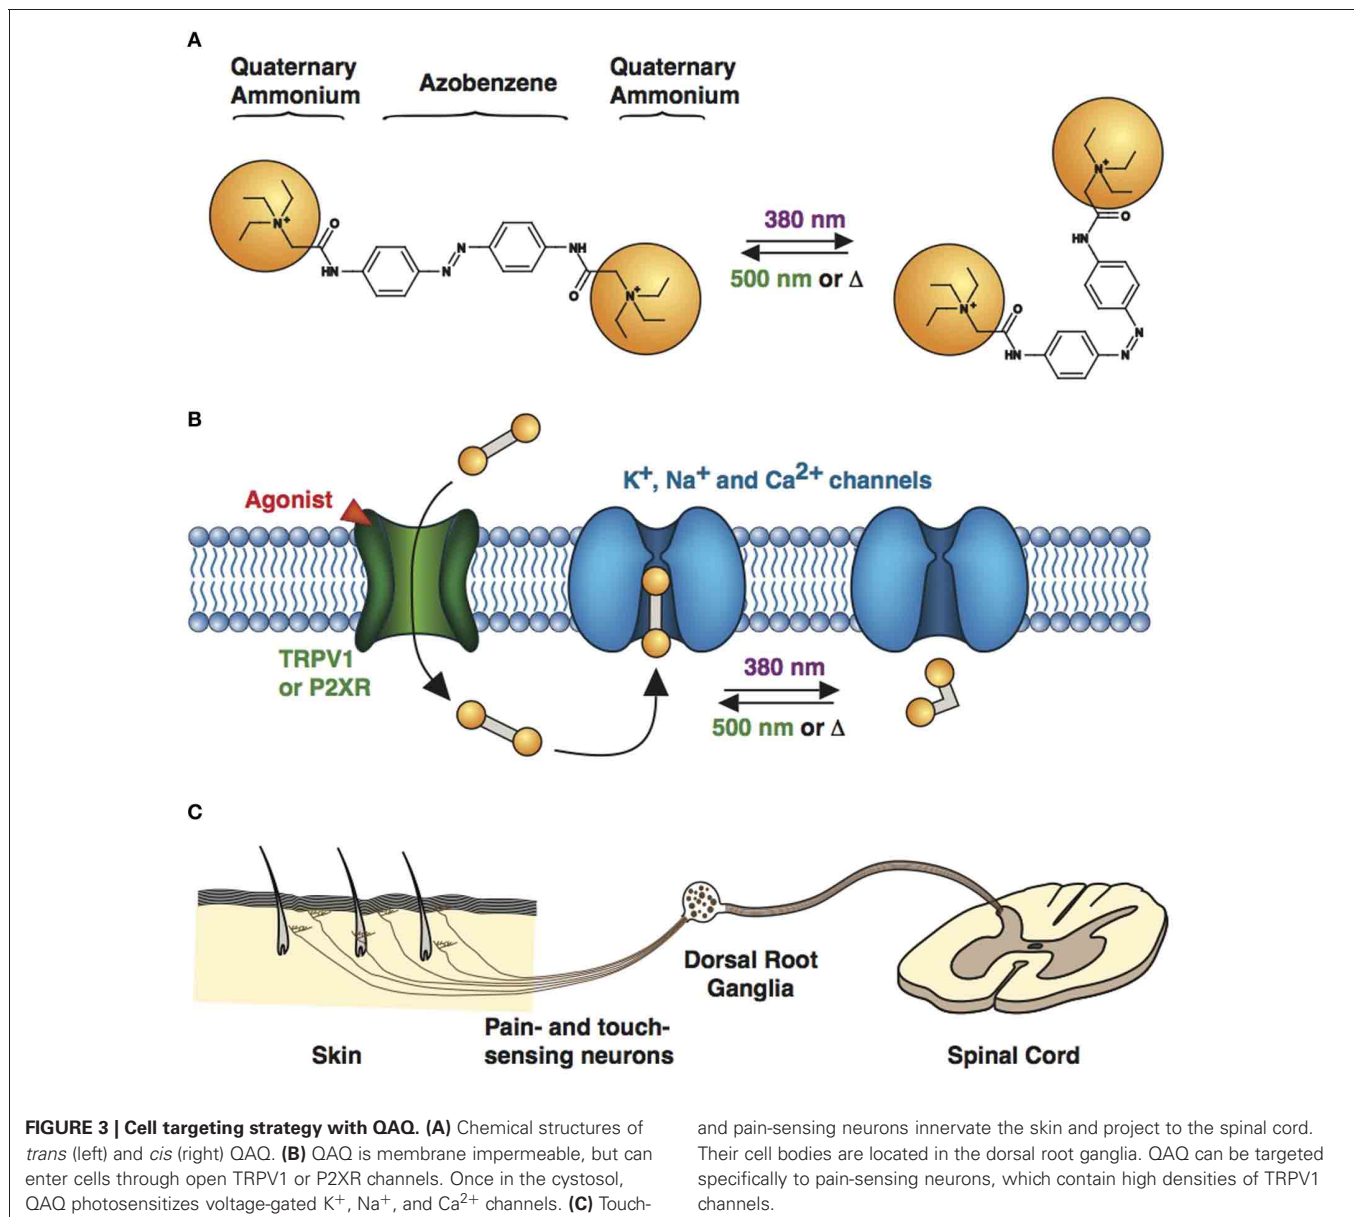 A
Quaternary
Ammonium
Azobenzene
Quaternary
Ammonium
N+
O
HN
N
N
NH
O
N+
380 nm
500 nm or Δ
N+
O
HN
N+
O
HN
N
N
B
Agonist
K+, Na+ and Ca2+ channels
TRPV1
or P2XR
380 nm
500 nm or Δ
C
Dorsal Root
Ganglia
Pain- and touch-
sensing neurons
Skin
Spinal Cord
FIGURE 3 | Cell targeting strategy with QAQ. (A) Chemical structures of
trans (left) and cis (right) QAQ. (B) QAQ is membrane impermeable, but can
enter cells through open TRPV1 or P2XR channels. Once in the cystosol,
QAQ photosensitizes voltage-gated K+, Na+, and Ca2+ channels. (C) Touch-
and pain-sensing neurons innervate the skin and project to the spinal cord.
Their cell bodies are located in the dorsal root ganglia. QAQ can be targeted
specifically to pain-sensing neurons, which contain high densities of TRPV1
channels.